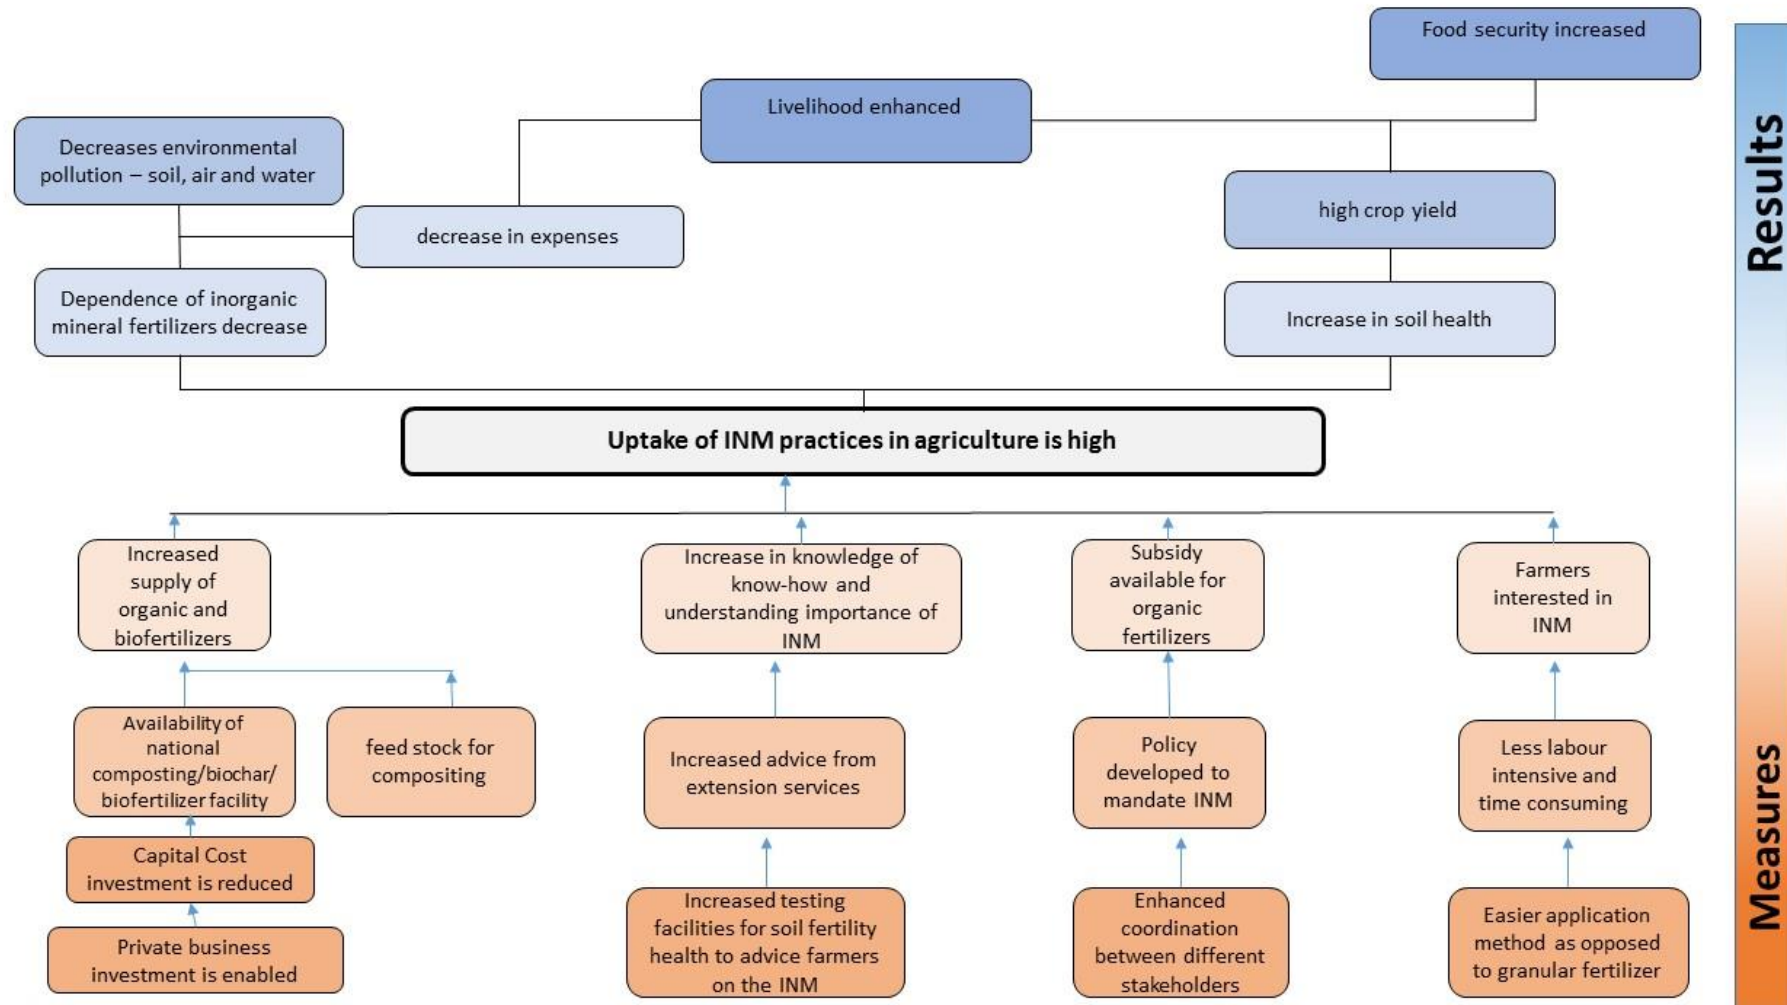 Food security increased
Livelihood enhanced
Decreases environmental
pollution – soil, air and water
decrease in expenses
high crop yield
Dependence of inorganic
mineral fertilizers decrease
Increase in soil health
Results
Uptake of INM practices in agriculture is high
Increased
supply of
organic and
biofertilizers
Increase in knowledge of
know-how and
understanding importance of
INM
Subsidy
available for
organic
fertilizers
Farmers
interested in
INM
Availability of
national
composting/biochar/
biofertilizer facility
feed stock for
compositing
Increased advice from
extension services
Policy
developed to
mandate INM
Less labour
intensive and
time consuming
Capital Cost
investment is reduced
Private business
investment is enabled
Increased testing
facilities for soil fertility
health to advice farmers
on the INM
Enhanced
coordination
between different
stakeholders
Easier application
method as opposed
to granular fertilizer
Measures